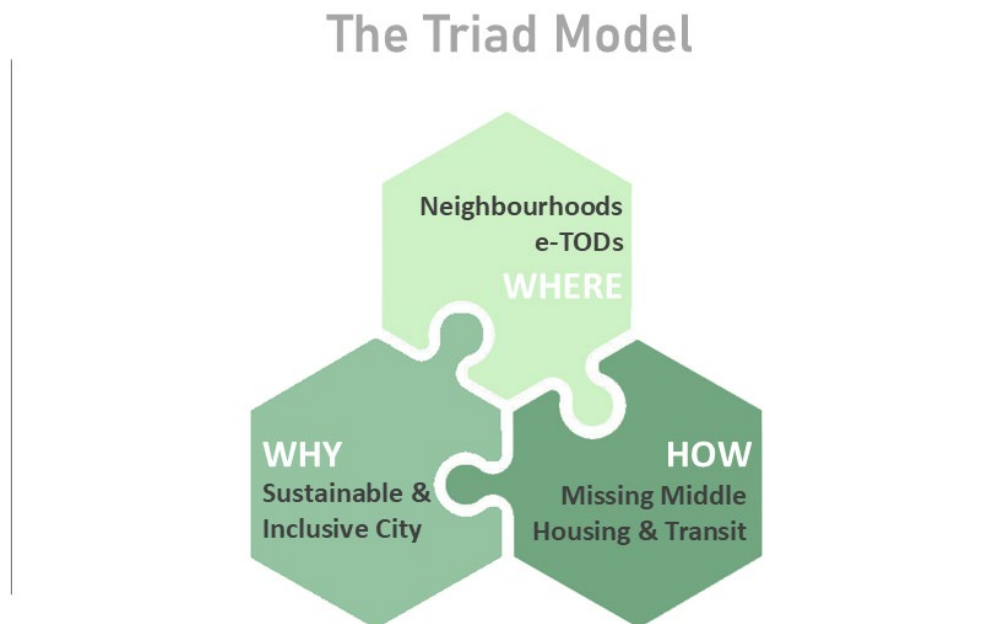 The Triad Model
Neighbourhoods
e-TODs
WHERE
WHY
Sustainable &
Inclusive City
HOW
Missing Middle
Housing & Transit